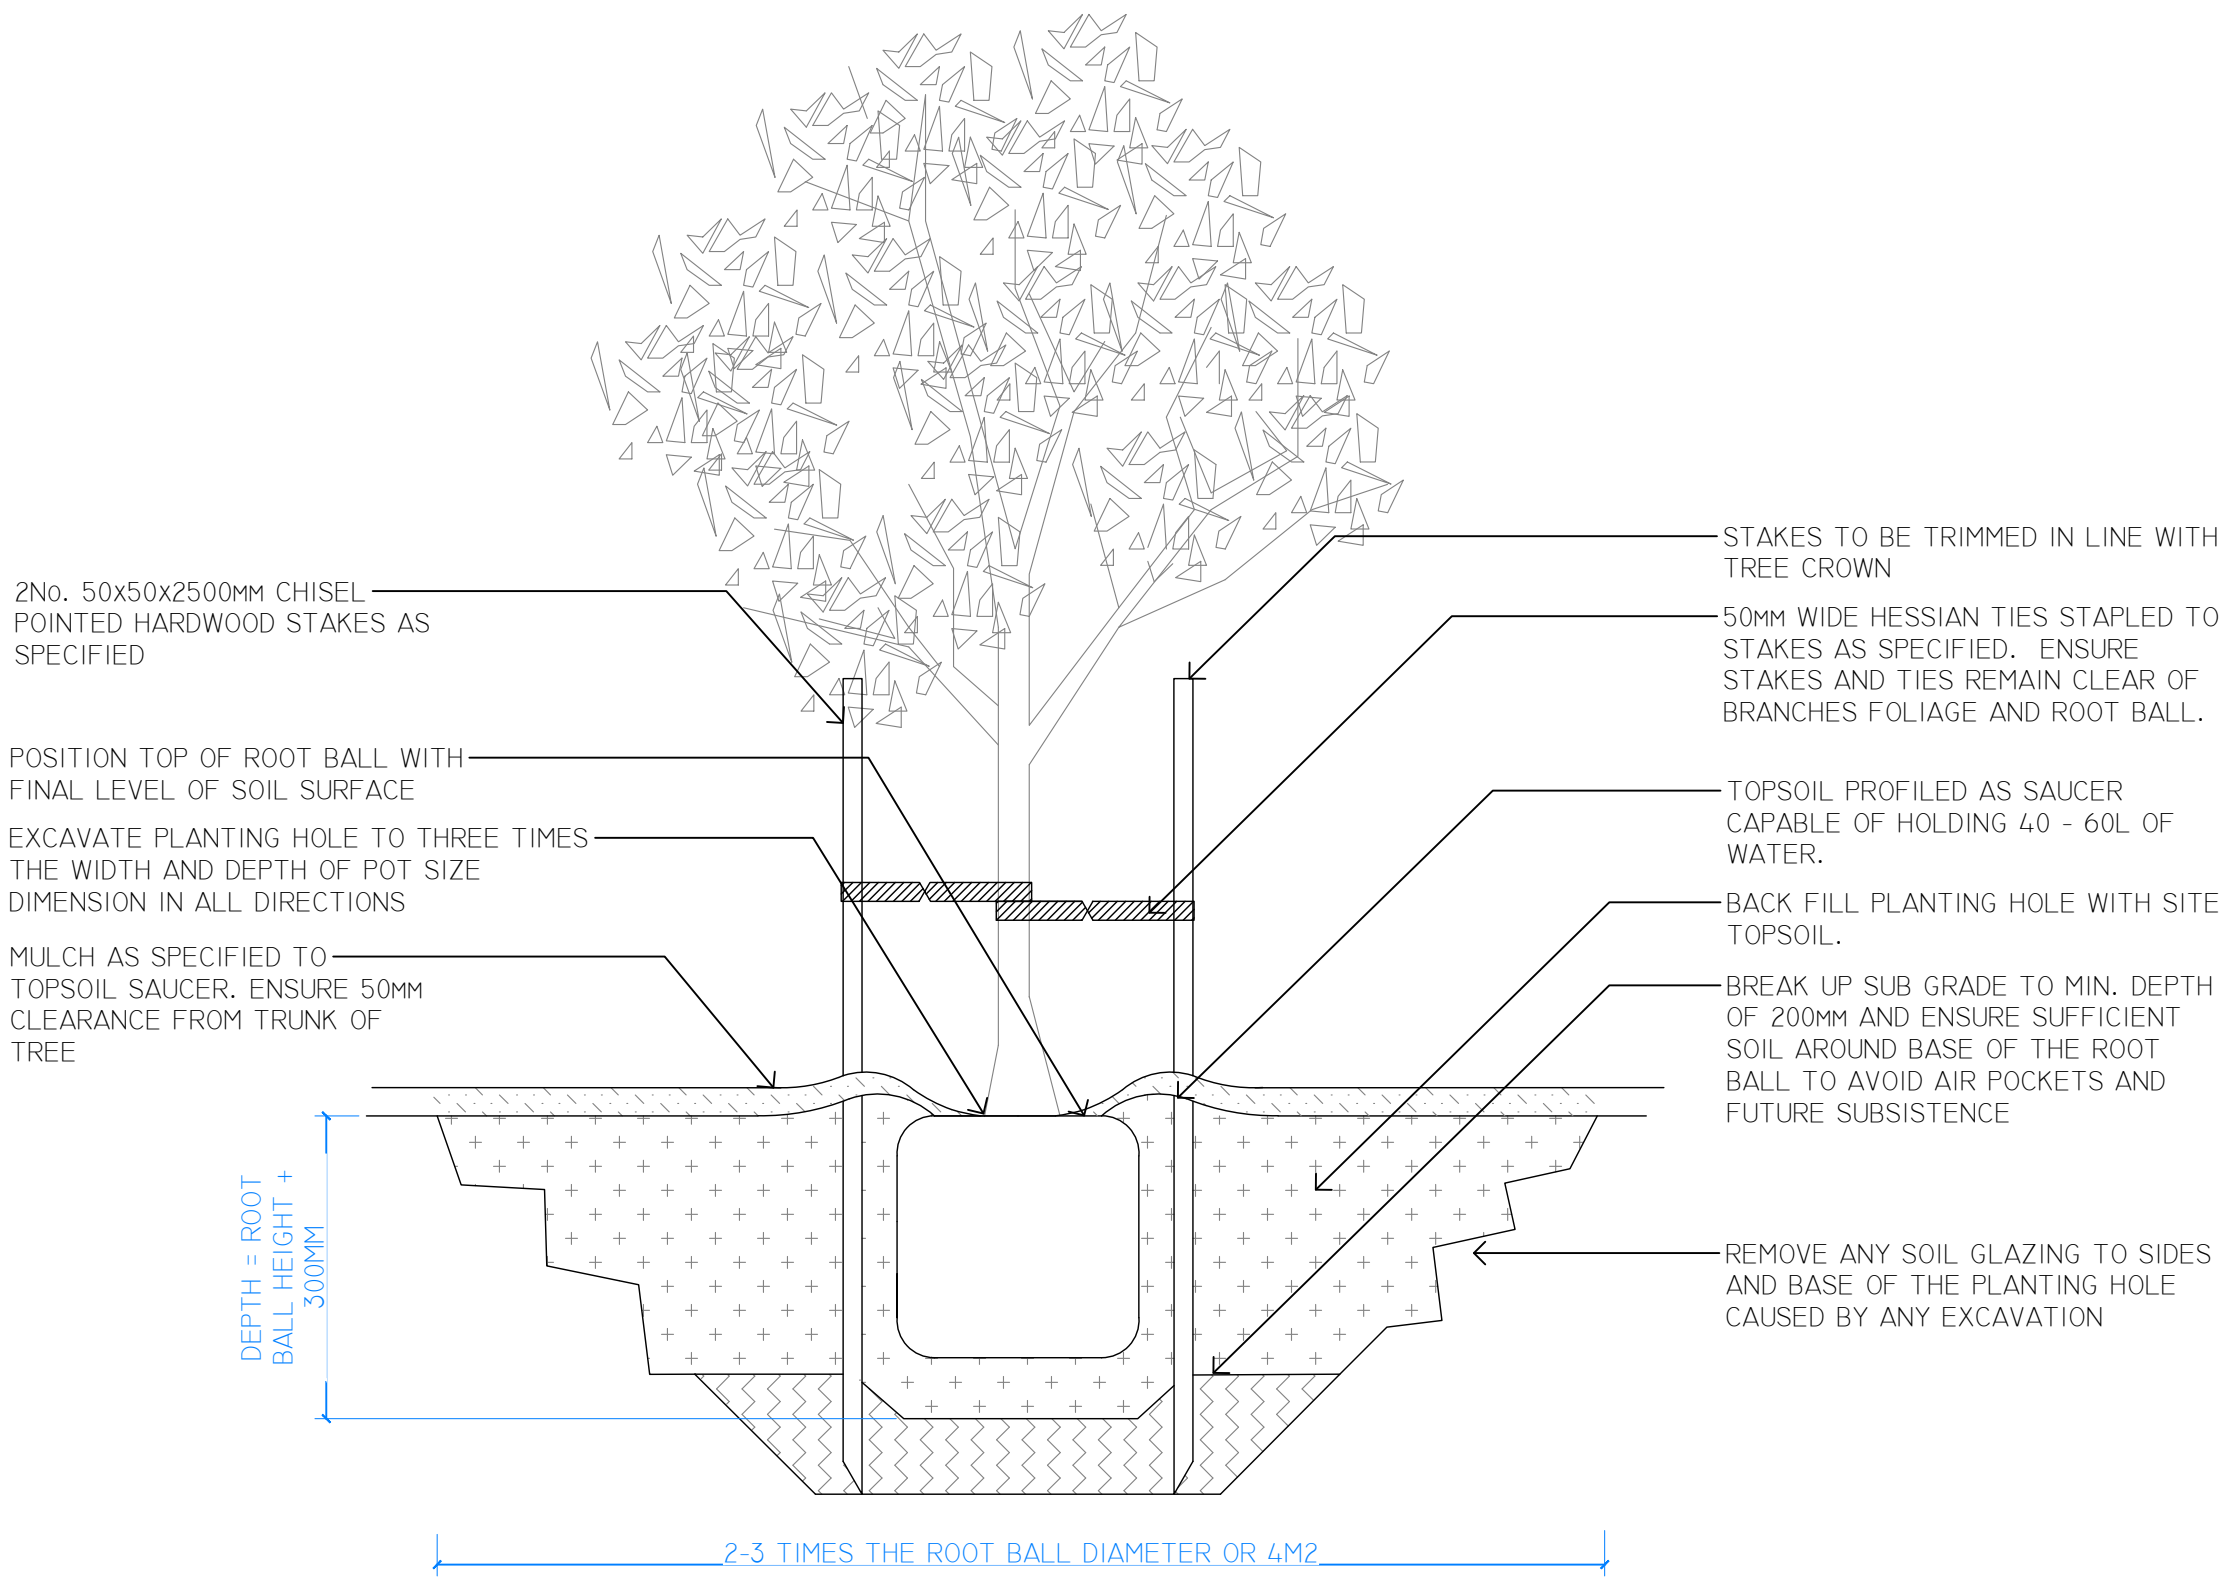 2No. 50x50x2500MM CHISEL
POINTED HARDWOOD STAKES AS
SPECIFIED
POSITION TOP OF ROOT BALL WITH
FINAL LEVEL OF SOIL SURFACE
EXCAVATE PLANTING HOLE TO THREE TIMES
THE WIDTH AND DEPTH OF POT SIZE
DIMENSION IN ALL DIRECTIONS
MULCH AS SPECIFIED TO
TOPSOIL SAUCER. ENSURE 50MM
CLEARANCE FROM TRUNK OF
TREE
DEPTH = ROOT
BALL HEIGHT +
300MM
STAKES TO BE TRIMMED IN LINE WITH
TREE CROWN
50MM WIDE HESSIAN TIES STAPLED TO
STAKES AS SPECIFIED. ENSURE
STAKES AND TIES REMAIN CLEAR OF
BRANCHES FOLIAGE AND ROOT BALL.
TOPSOIL PROFILED AS SAUCER
CAPABLE OF HOLDING 40 - 60L OF
WATER.
BACK FILL PLANTING HOLE WITH SITE
TOPSOIL.
BREAK UP SUB GRADE TO MIN. DEPTH
OF 200MM AND ENSURE SUFFICIENT
SOIL AROUND BASE OF THE ROOT
BALL TO AVOID AIR POCKETS AND
FUTURE SUBSISTENCE
REMOVE ANY SOIL GLAZING TO SIDES
AND BASE OF THE PLANTING HOLE
CAUSED BY ANY EXCAVATION
2-3 TIMES THE ROOT BALL DIAMETER OR 4M2